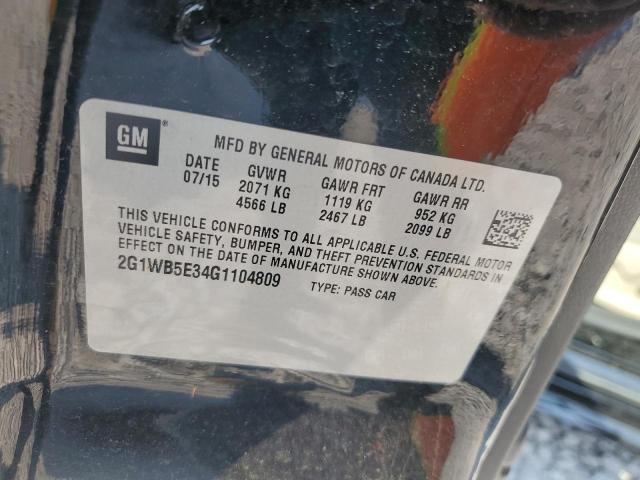 GM®
MFD BY GENERAL MOTORS OF CANADA LTD.
DATE GVWR GAWR FRT GAWR RR
07/15 2071 KG 1119 KG 952 KG
4566 LB 2467 LB 2099 LB
THIS VEHICLE CONFORMS TO ALL APPLICABLE U.S. FEDERAL MOTOR
VEHICLE SAFETY, BUMPER, AND THEFT PREVENTION STANDARDS IN
EFFECT ON THE DATE OF MANUFACTURE SHOWN ABOVE.
2G1WB5E34G1104809 TYPE: PASS CAR